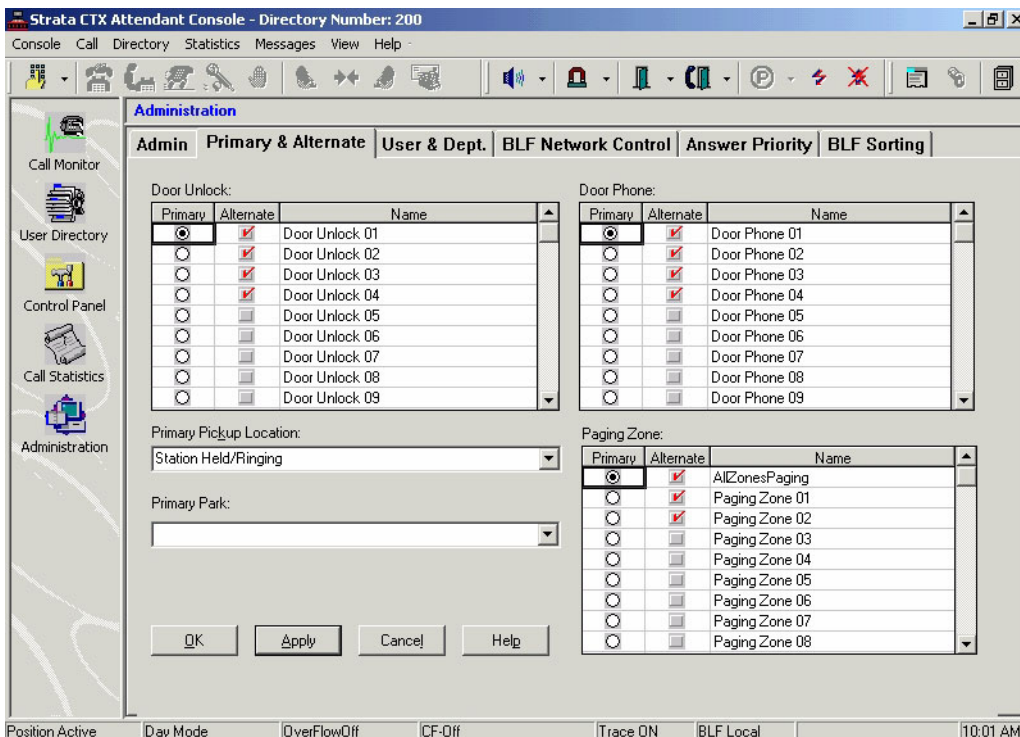 Strata CTX Attendant Console - Directory Number: 200
Console Call Directory Statistics Messages View Help
Administration
Call Monitor
User Directory
Control Panel
Call Statistics
Administration
Admin Primary & Alternate User & Dept. BLF Network Control Answer Priority BLF Sorting
Door Unlock:
Primary Alternate Name
Door Unlock 01
Door Unlock 02
Door Unlock 03
Door Unlock 04
Door Unlock 05
Door Unlock 06
Door Unlock 07
Door Unlock 08
Door Unlock 09
Door Phone:
Primary Alternate Name
Door Phone 01
Door Phone 02
Door Phone 03
Door Phone 04
Door Phone 05
Door Phone 06
Door Phone 07
Door Phone 08
Door Phone 09
Primary Pickup Location:
Station Held/Ringing
Primary Park:
Paging Zone:
Primary Alternate Name
AllZonesPaging
Paging Zone 01
Paging Zone 02
Paging Zone 03
Paging Zone 04
Paging Zone 05
Paging Zone 06
Paging Zone 07
Paging Zone 08
OK Apply Cancel Help
Position Active Day Mode OverFlowOff CF-Off Trace ON BLF Local 10:01 AM